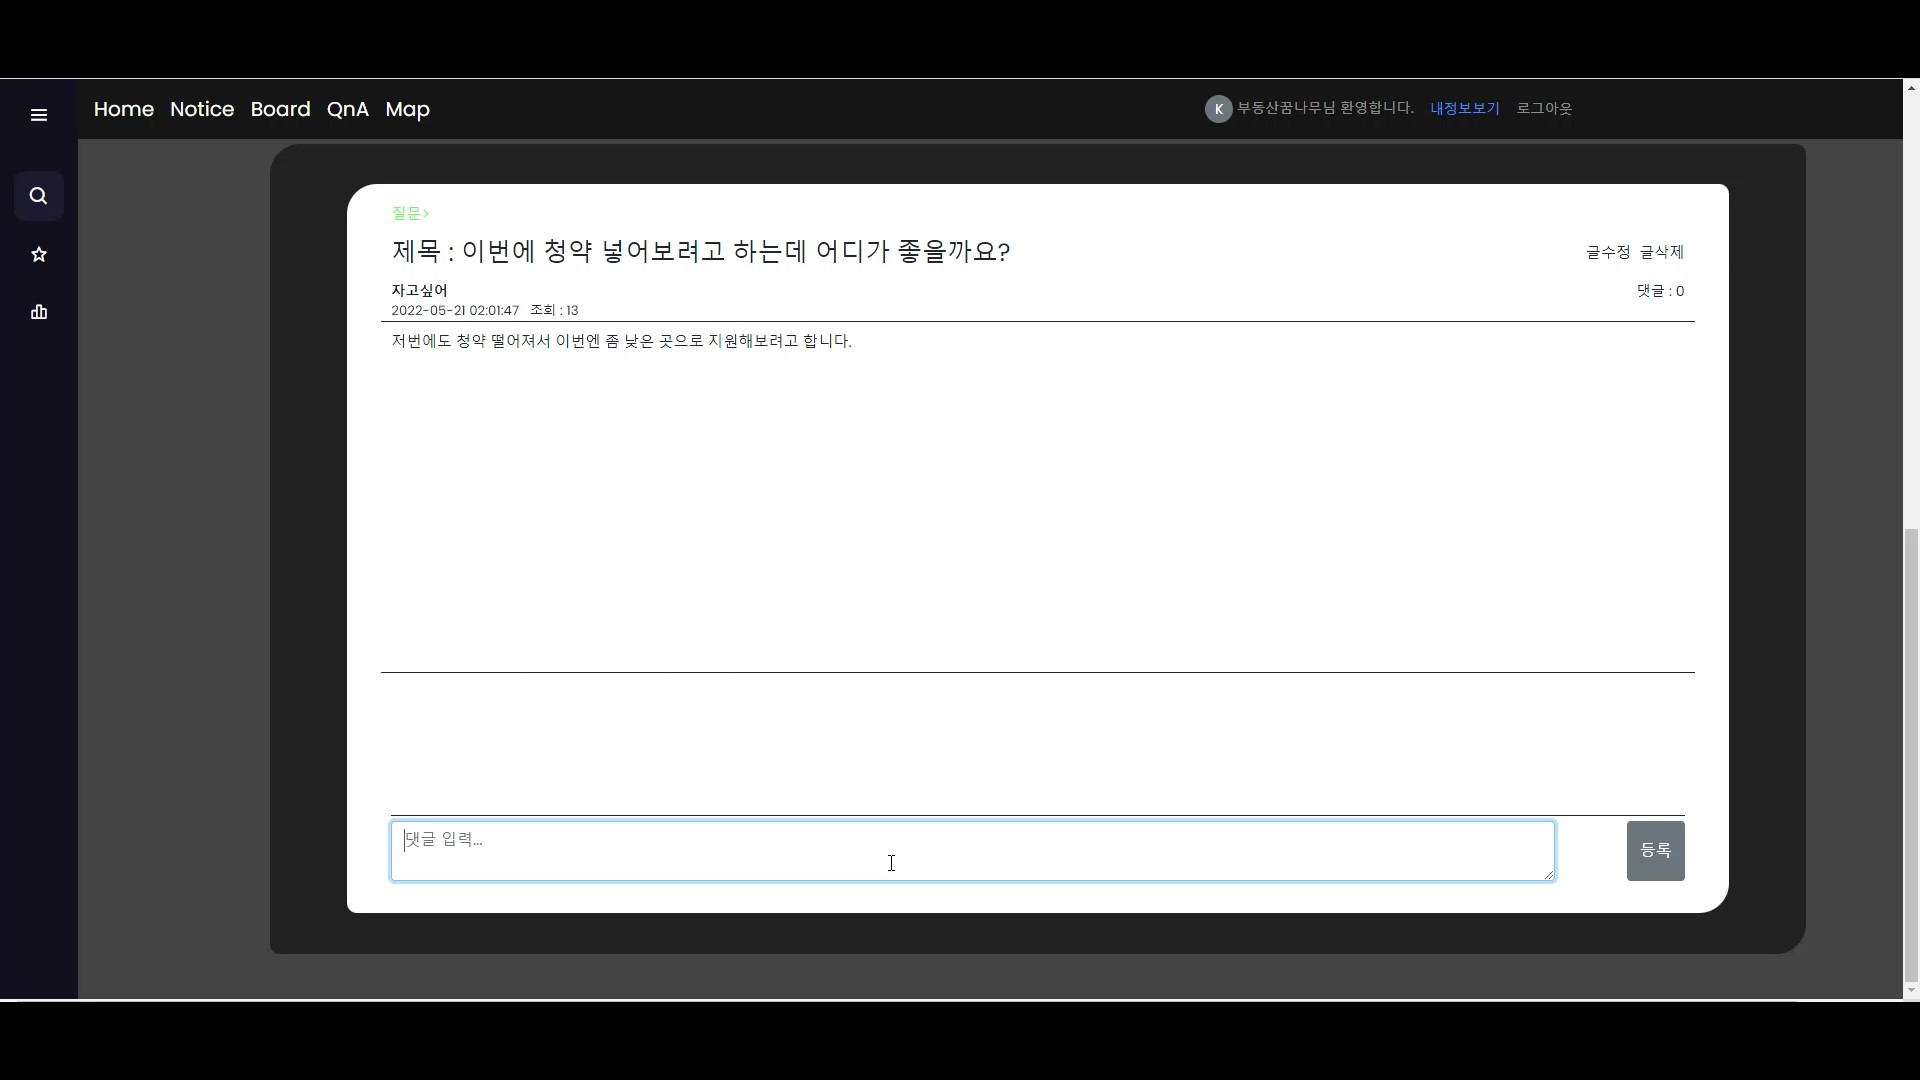 Home Notice Board QnA Map
K 부동산꿈나무님 환영합니다. 내정보보기 로그아웃
질문>
제목 : 이번에 청약 넣어보려고 하는데 어디가 좋을까요?
글수정 글삭제
자고싶어
댓글 : 0
2022-05-21 02:01:47 조회 : 13
저번에도 청약 떨어져서 이번엔 좀 낮은 곳으로 지원해보려고 합니다.
댓글 입력...
등록